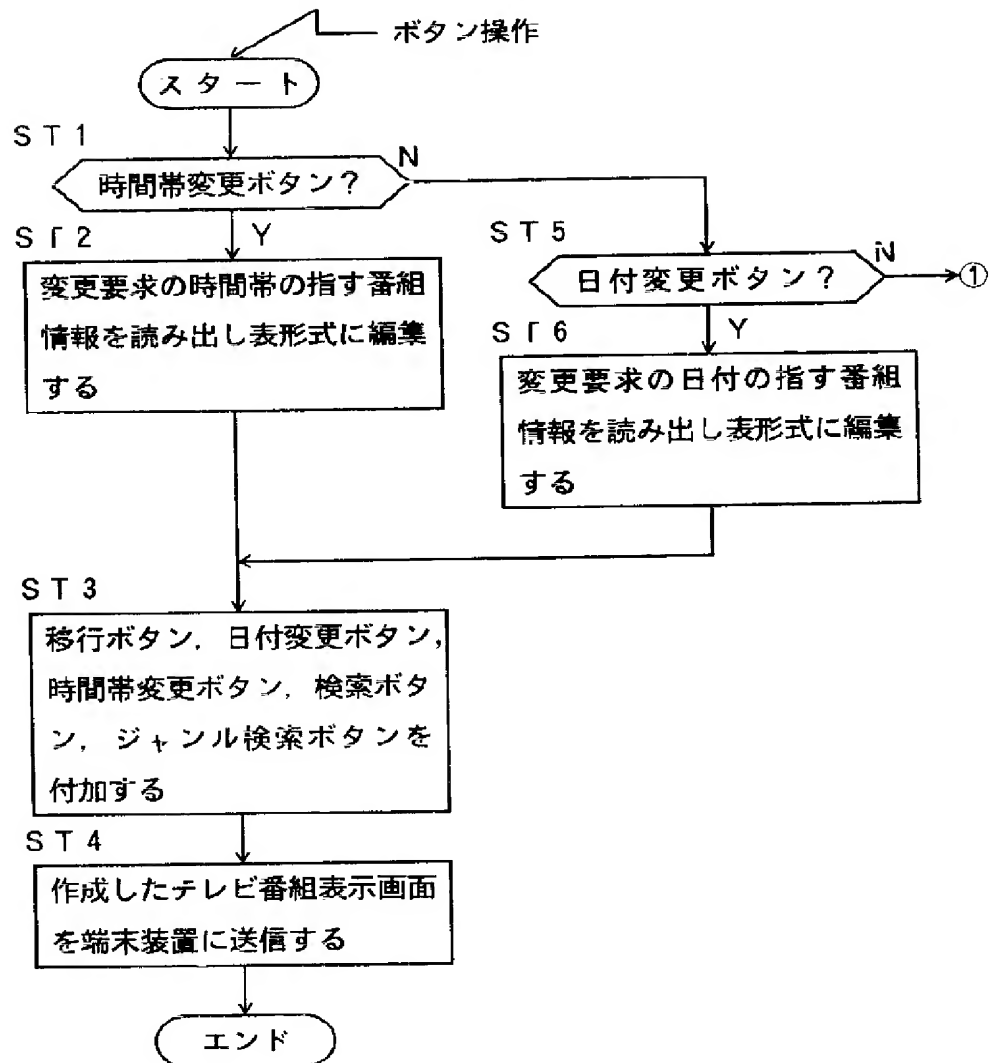 ボタン操作
スタート
ST1
時間帯変更ボタン?
N
Y
ST2
変更要求の時間帯の指す番組
情報を読み出し表形式に編集
する
ST5
日付変更ボタン?
N
①
Y
ST6
変更要求の日付の指す番組
情報を読み出し表形式に編集
する
ST3
移行ボタン,日付変更ボタン,
時間帯変更ボタン,検索ボタ
ン,ジャンル検索ボタンを
付加する
ST4
作成したテレビ番組表示画面
を端末装置に送信する
エンド